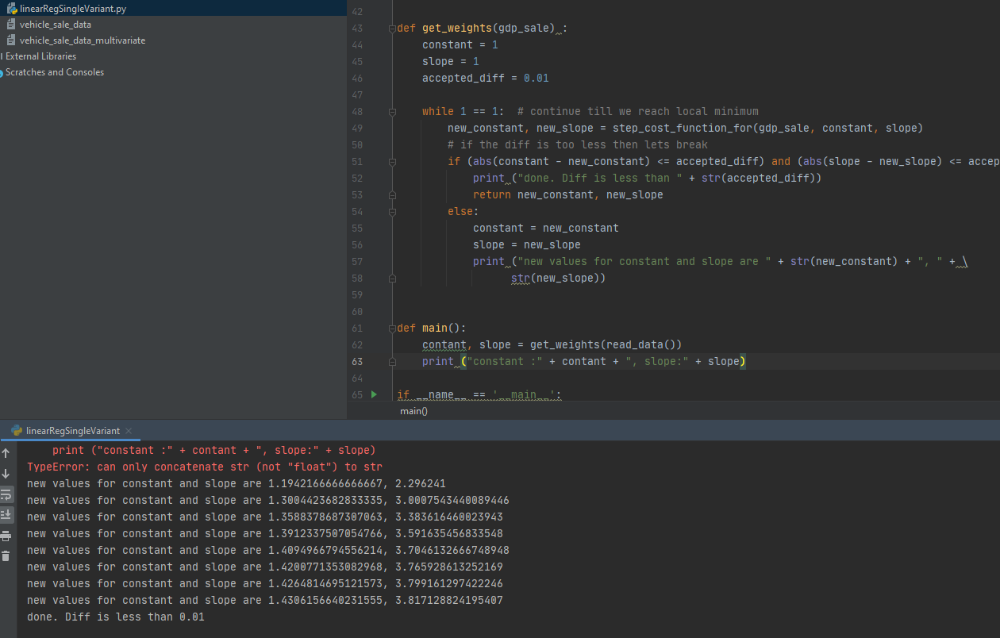 linearRegSingleVariant.py
vehicle_sale_data
vehicle_sale_data_multivariate
External Libraries
Scratches and Consoles
42
43 def get_weights(gdp_sale) :
44 constant = 1
45 slope = 1
46 accepted_diff = 0.01
47
48 while 1 == 1:  # continue till we reach local minimum
49 new_constant, new_slope = step_cost_function_for(gdp_sale, constant, slope)
50 # if the diff is too less then lets break
51 if (abs(constant - new_constant) <= accepted_diff) and (abs(slope - new_slope) <= accep
52 print ("done. Diff is less than " + str(accepted_diff))
53 return new_constant, new_slope
54 else:
55 constant = new_constant
56 slope = new_slope
57 print ("new values for constant and slope are " + str(new_constant) + ", " + \
58 str(new_slope))
59
60
61 def main():
62 contant, slope = get_weights(read_data())
63 print ("constant :" + contant + ", slope:" + slope)
64
65 if __name__ == '__main__':
main()
linearRegSingleVariant
print ("constant :" + contant + ", slope:" + slope)
TypeError: can only concatenate str (not "float") to str
new values for constant and slope are 1.1942166666666667, 2.296241
new values for constant and slope are 1.3004423682833335, 3.0007543440089446
new values for constant and slope are 1.3588378687307063, 3.383616460023943
new values for constant and slope are 1.3912337507054766, 3.591635456833548
new values for constant and slope are 1.4094966794556214, 3.7046132666748948
new values for constant and slope are 1.4200771353082968, 3.765928613252169
new values for constant and slope are 1.4264814695121573, 3.799161297422246
new values for constant and slope are 1.4306156640231555, 3.817128824195407
done. Diff is less than 0.01